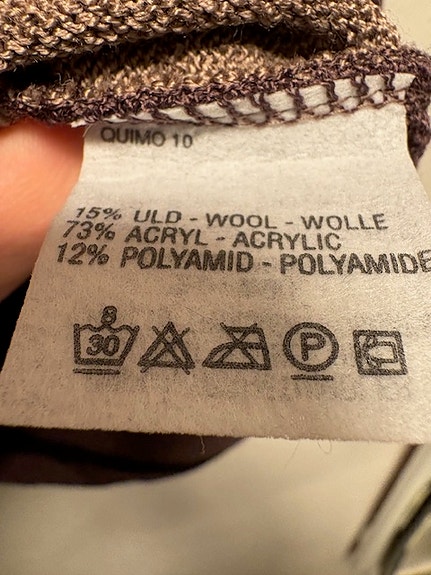 QUIMO 10
15% ULD - WOOL - WOLLE
73% ACRYL - ACRYLIC
12% POLYAMID - POLYAMIDE
8
30 P